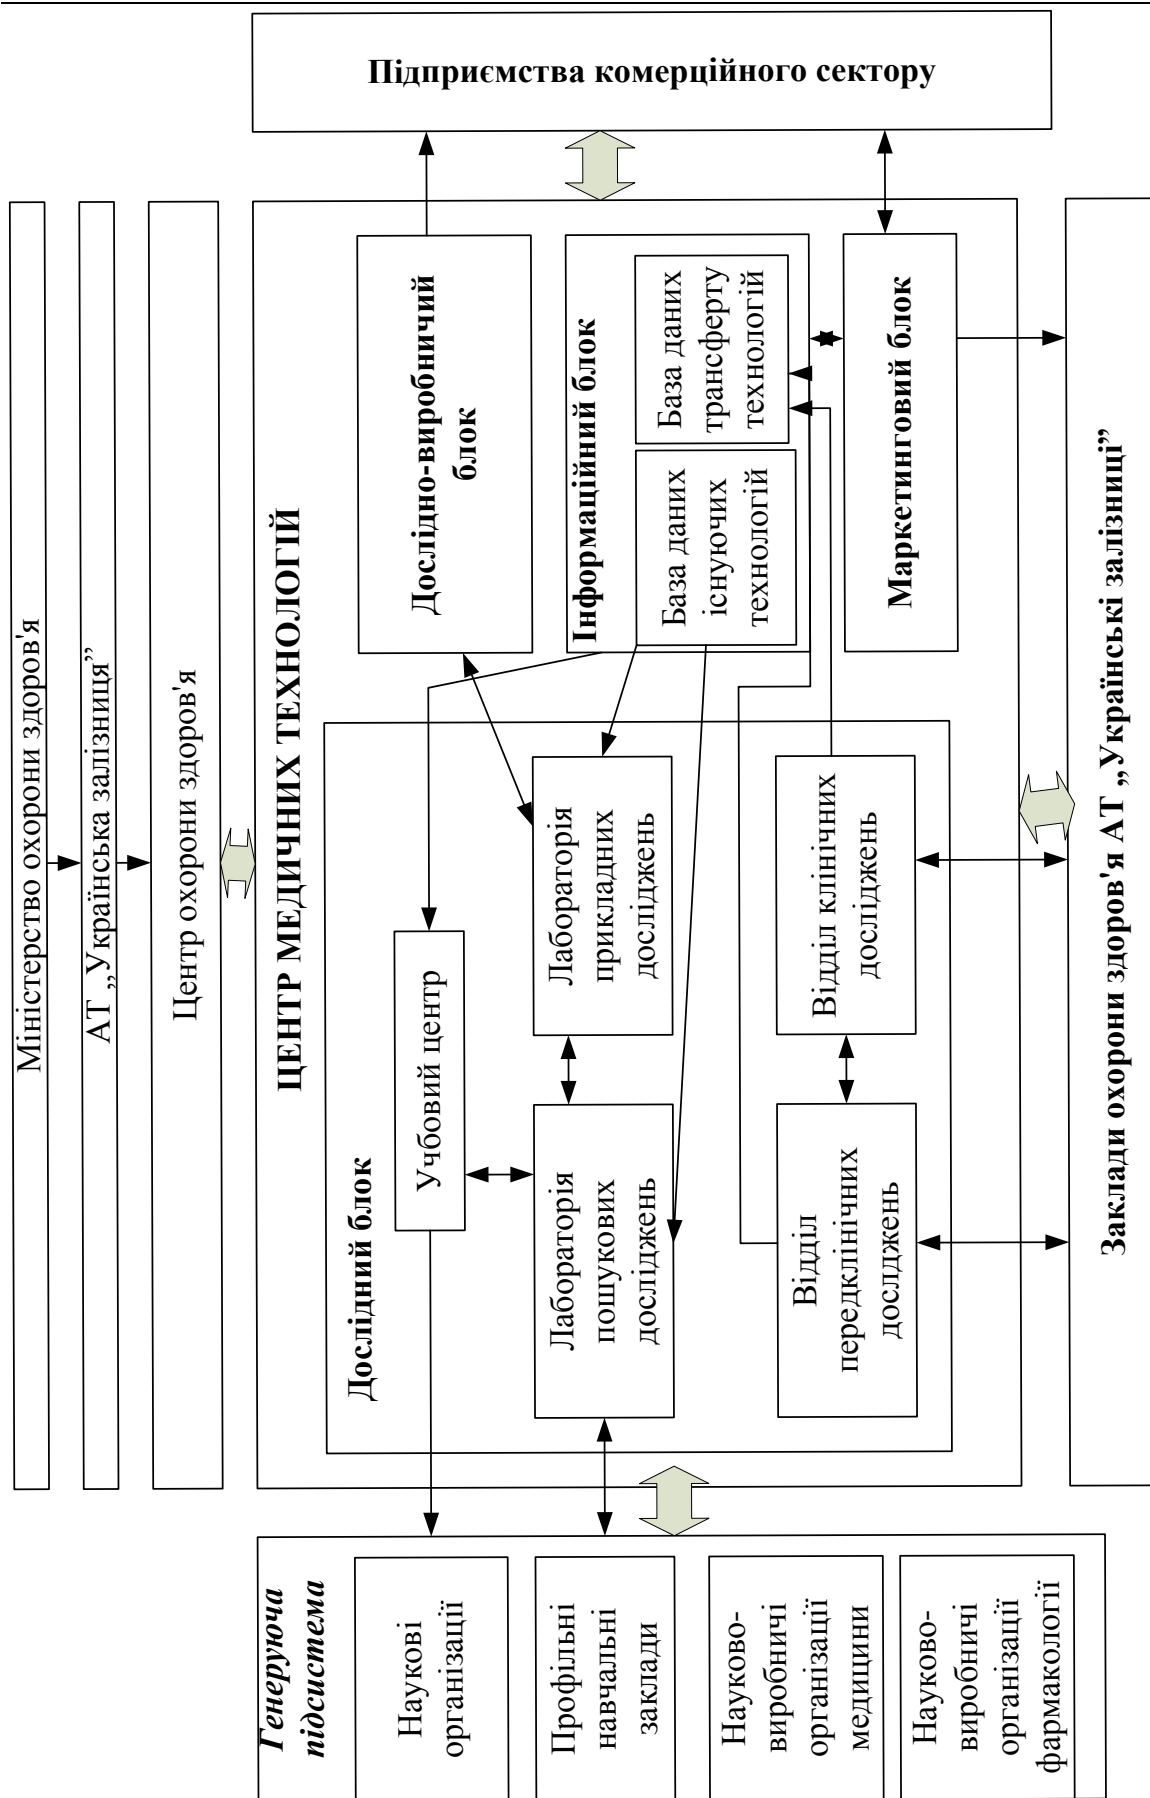 Підприємства комерційного сектору
Міністерство охорони здоров'я
АТ „Українська залізниця”
Центр охорони здоров'я
ЦЕНТР МЕДИЧНИХ ТЕХНОЛОГІЙ
Генеруюча
підсистема
Наукові
організації
Профільні
навчальні
заклади
Науково-
виробничі
організації
медицини
Науково-
виробничі
організації
фармакології
Дослідний блок
Учбовий центр
Лабораторія
пошукових
досліджень
Лабораторія
прикладних
досліджень
Відділ
передклінічних
дослджень
Відділ клінічних
досліджень
Дослідно-виробничий
блок
Інформаційний блок
База даних
існуючих
технологій
База даних
трансферту
технологій
Маркетинговий блок
Заклади охорони здоров'я АТ „Українські залізниці”